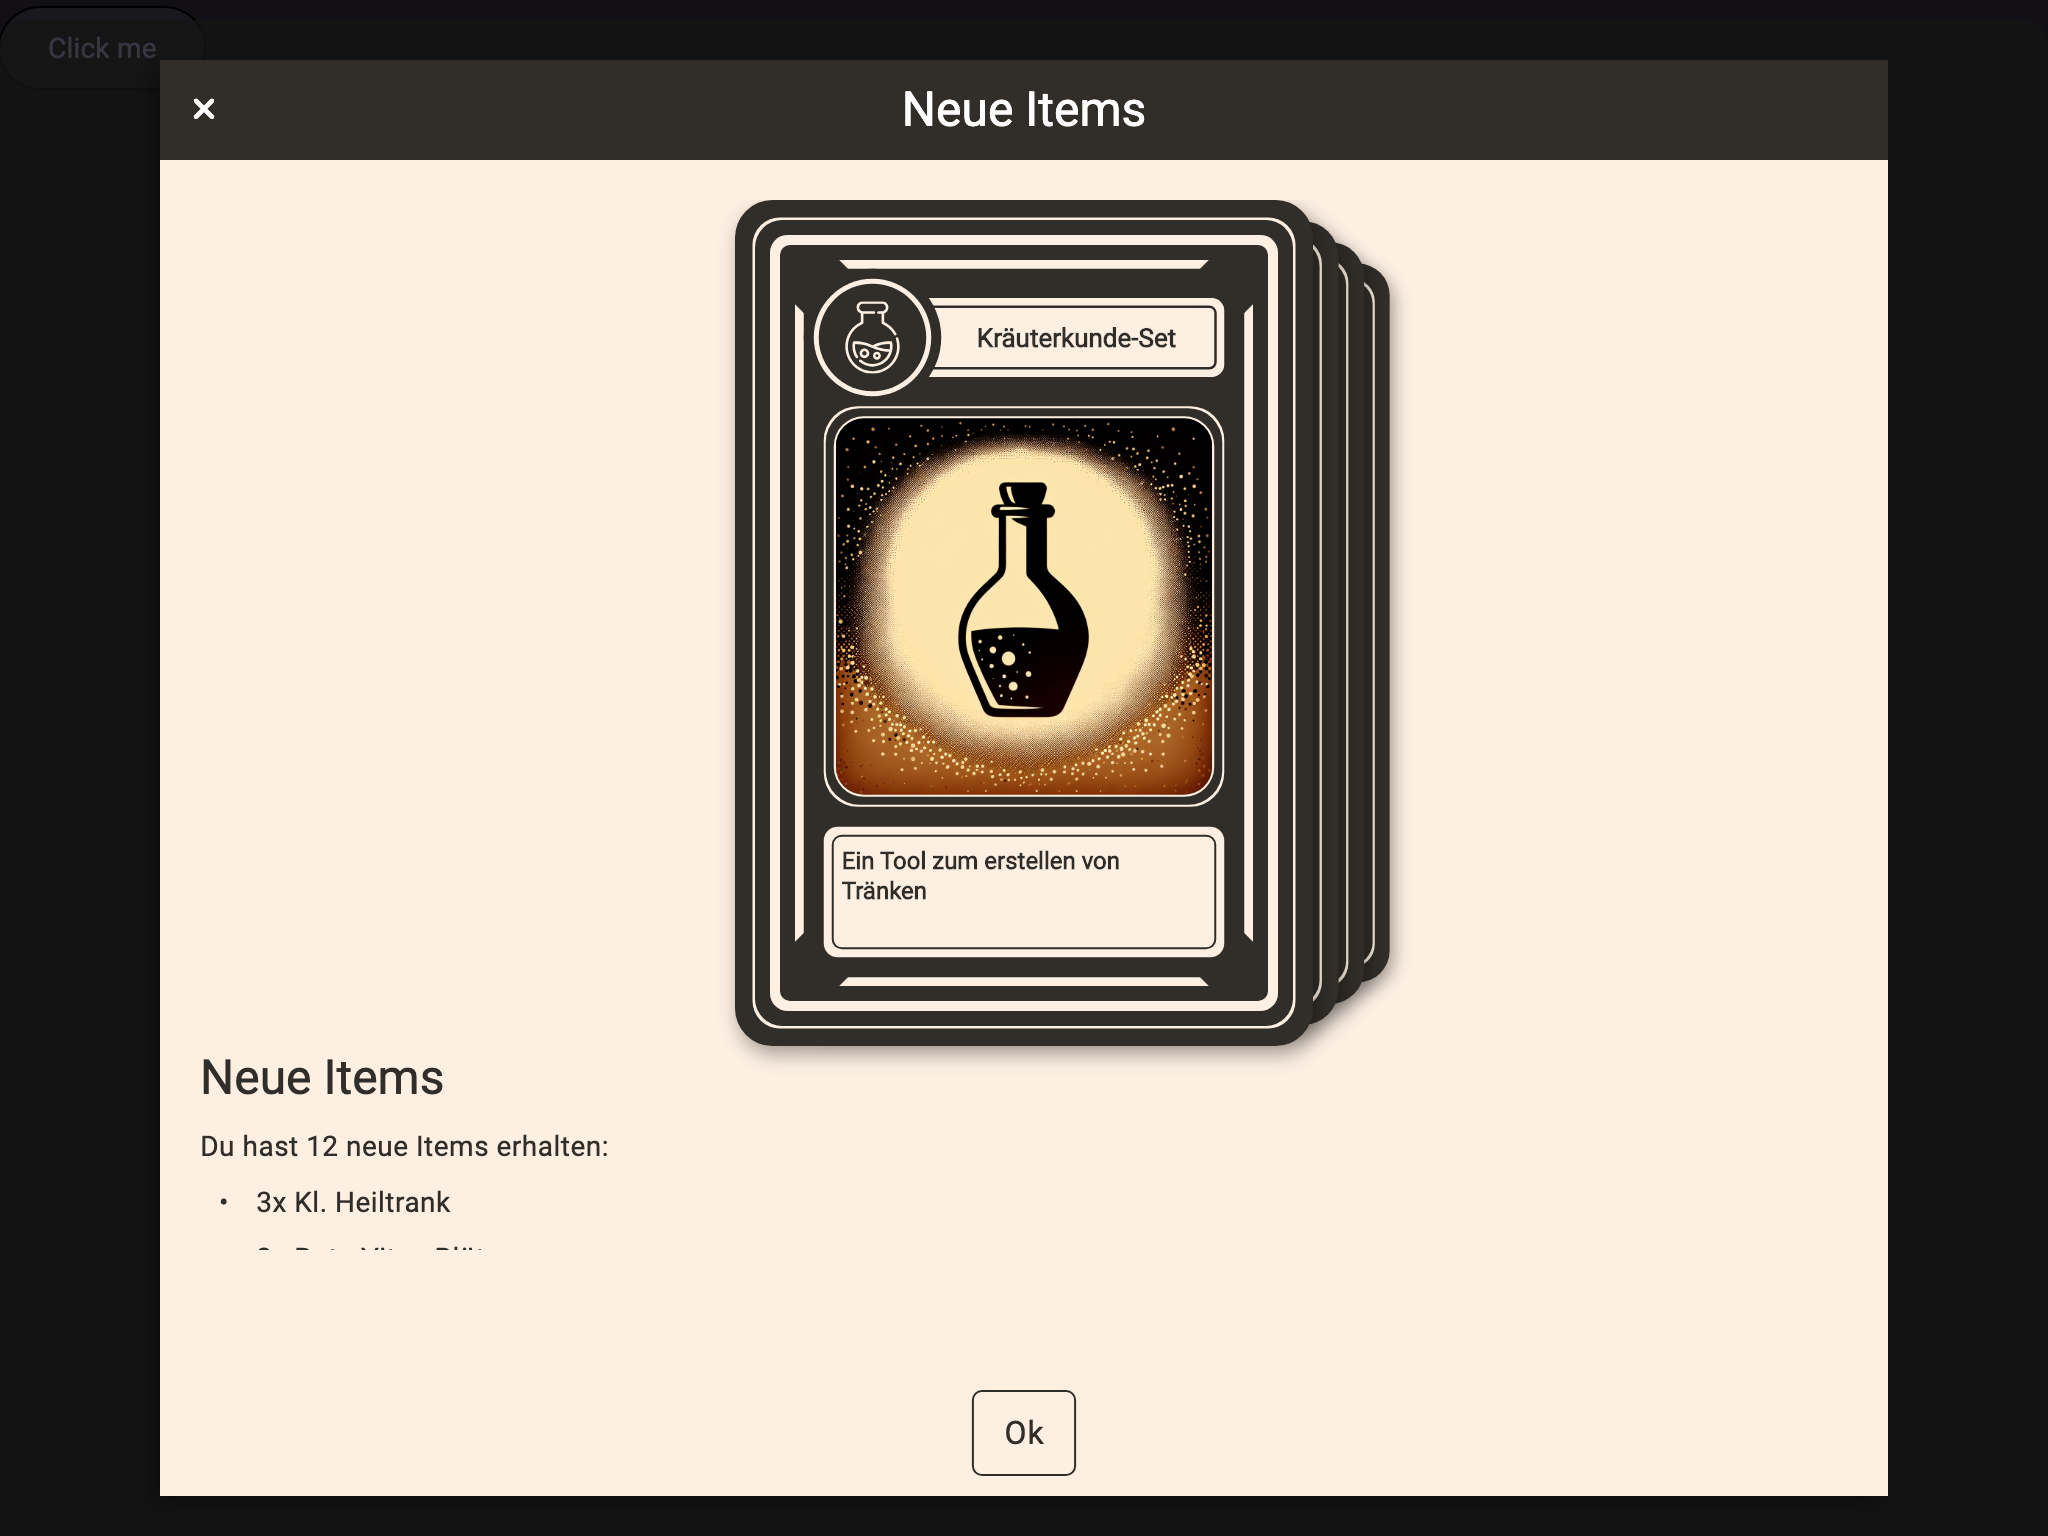 Click me
Neue Items
Kräuterkunde-Set
Ein Tool zum erstellen von
Tränken
Neue Items
Du hast 12 neue Items erhalten:
• 3x Kl. Heiltrank
Ok